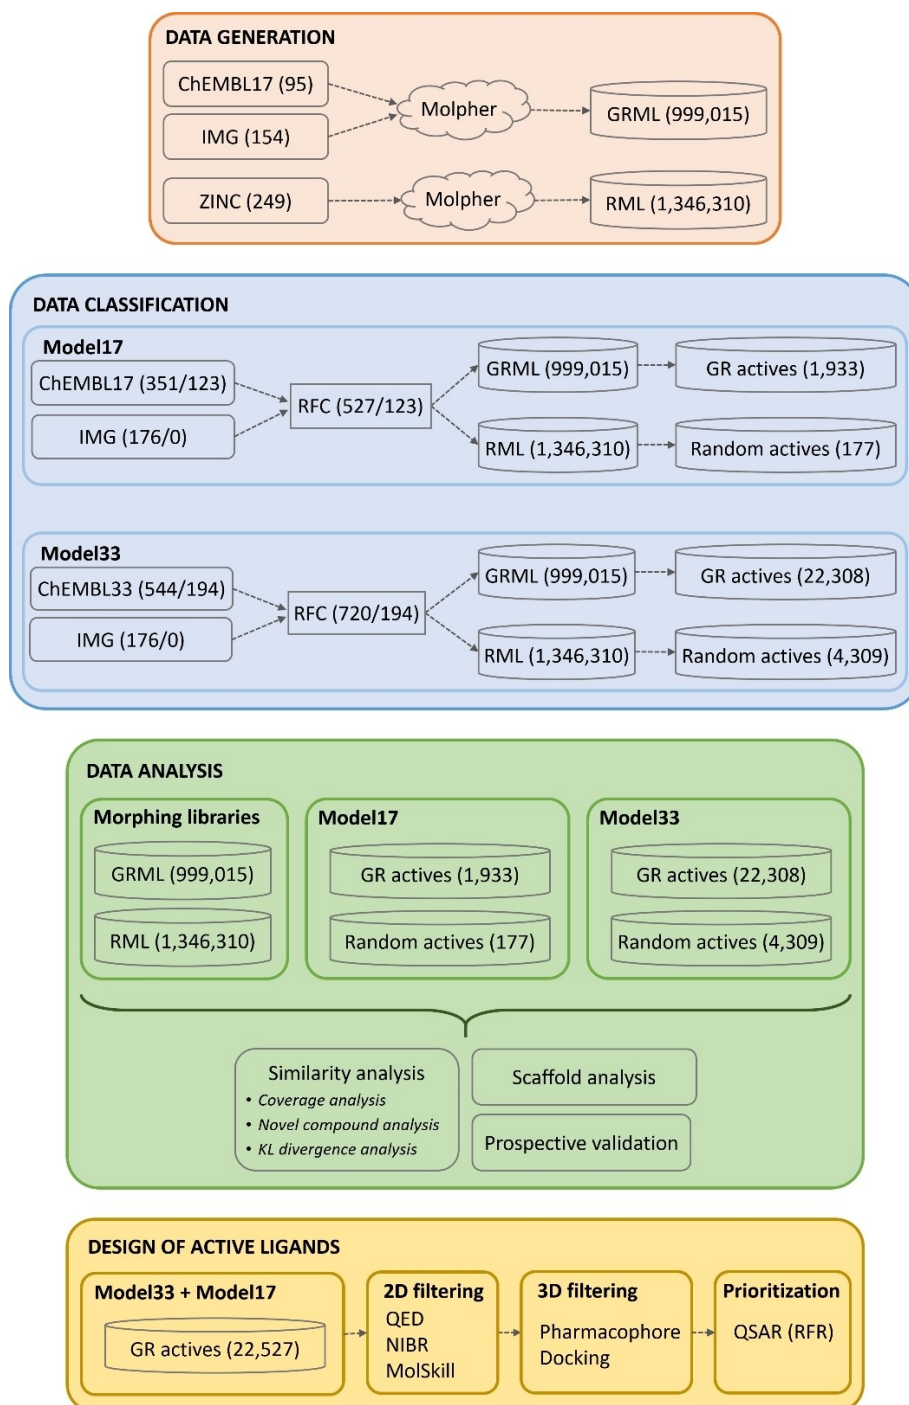 DATA GENERATION
ChEMBL17 (95)
IMG (154)
Molpher
GRML (999,015)
ZINC (249)
Molpher
RML (1,346,310)
DATA CLASSIFICATION
Model17
ChEMBL17 (351/123)
IMG (176/0)
RFC (527/123)
GRML (999,015)
GR actives (1,933)
RML (1,346,310)
Random actives (177)
Model33
ChEMBL33 (544/194)
IMG (176/0)
RFC (720/194)
GRML (999,015)
GR actives (22,308)
RML (1,346,310)
Random actives (4,309)
DATA ANALYSIS
Morphing libraries
GRML (999,015)
RML (1,346,310)
Model17
GR actives (1,933)
Random actives (177)
Model33
GR actives (22,308)
Random actives (4,309)
Similarity analysis
• Coverage analysis
• Novel compound analysis
• KL divergence analysis
Scaffold analysis
Prospective validation
DESIGN OF ACTIVE LIGANDS
Model33 + Model17
GR actives (22,527)
2D filtering
QED
NIBR
MolSkill
3D filtering
Pharmacophore
Docking
Prioritization
QSAR (RFR)